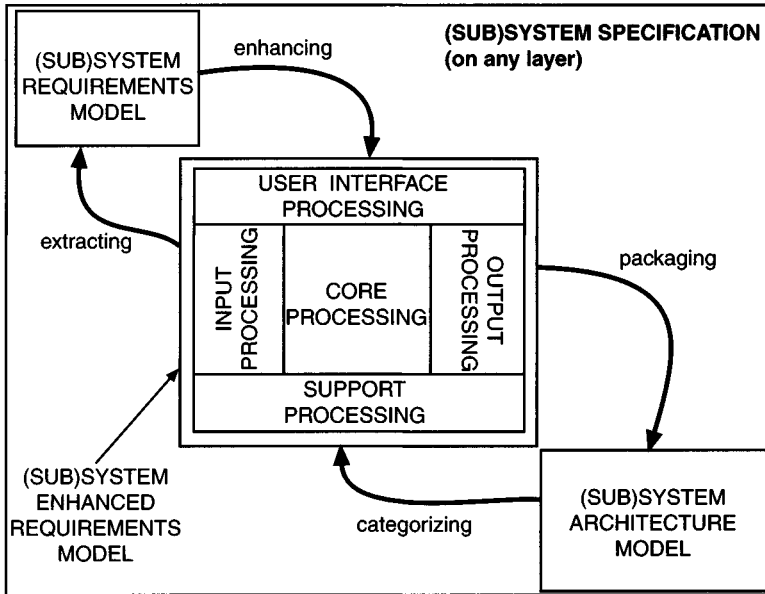 (SUB)SYSTEM SPECIFICATION
(on any layer)
(SUB)SYSTEM
REQUIREMENTS
MODEL
enhancing
USER INTERFACE
PROCESSING
extracting
INPUT
PROCESSING
CORE
PROCESSING
OUTPUT
PROCESSING
packaging
SUPPORT
PROCESSING
(SUB)SYSTEM
ENHANCED
REQUIREMENTS
MODEL
categorizing
(SUB)SYSTEM
ARCHITECTURE
MODEL